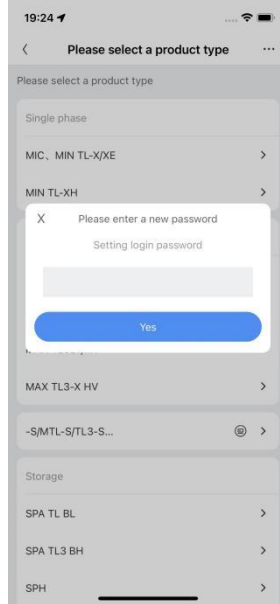 19:24
Please select a product type
Please select a product type
Single phase
MIC、MIN TL-X/XE
MIN TL-XH
X
Please enter a new password
Setting login password
Yes
MAX TL3-X HV
-S/MTL-S/TL3-S...
Storage
SPA TL BL
SPA TL3 BH
SPH